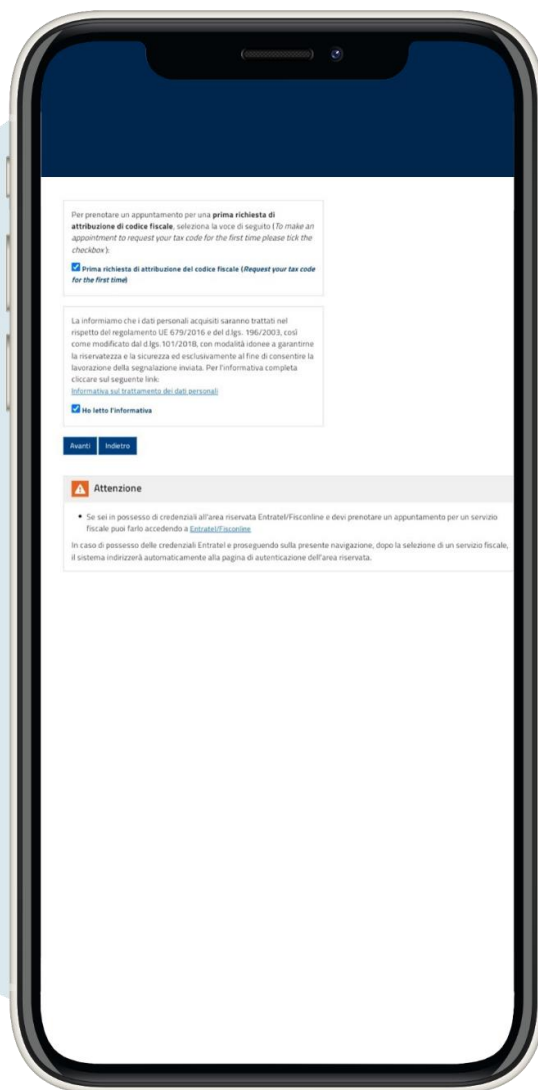 Per prenotare un appuntamento per una prima richiesta di
attribuzione di codice fiscale, seleziona la voce di seguito (To make an
appointment to request your tax code for the first time please tick the
checkbox ):
Prima richiesta di attribuzione del codice fiscale (Request your tax code
for the first time)
La informiamo che i dati personali acquisiti saranno trattati nel
rispetto del regolamento UE 679/2016 e del d.lgs. 196/2003, così
come modificato dal d.lgs.101/2018, con modalità idonee a garantirne
la riservatezza e la sicurezza ed esclusivamente al fine di consentire la
lavorazione della segnalazione inviata. Per l'informativa completa
cliccare sul seguente link:
Informativa sul trattamento dei dati personali
Ho letto l'informativa
Avanti Indietro
Attenzione
• Se sei in possesso di credenziali all'area riservata Entratel/Fisconline e devi prenotare un appuntamento per un servizio
fiscale puoi farlo accedendo a Entratel/Fisconline
In caso di possesso delle credenziali Entratel e proseguendo sulla presente navigazione, dopo la selezione di un servizio fiscale,
il sistema indirizzerà automaticamente alla pagina di autenticazione dell'area riservata.